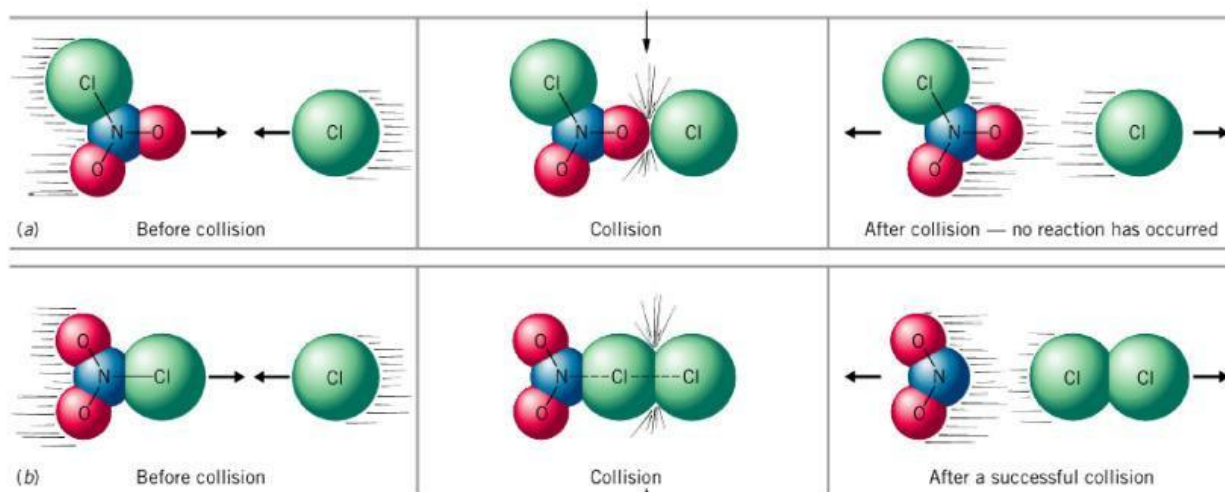 Cl
N O
O
Cl
Cl
N O
O
Cl
Cl
N O
O
Cl
(a) Before collision
Collision
After collision — no reaction has occurred
O
N Cl
O
Cl
O
N Cl Cl
O
O
N
O
Cl Cl
(b) Before collision
Collision
After a successful collision